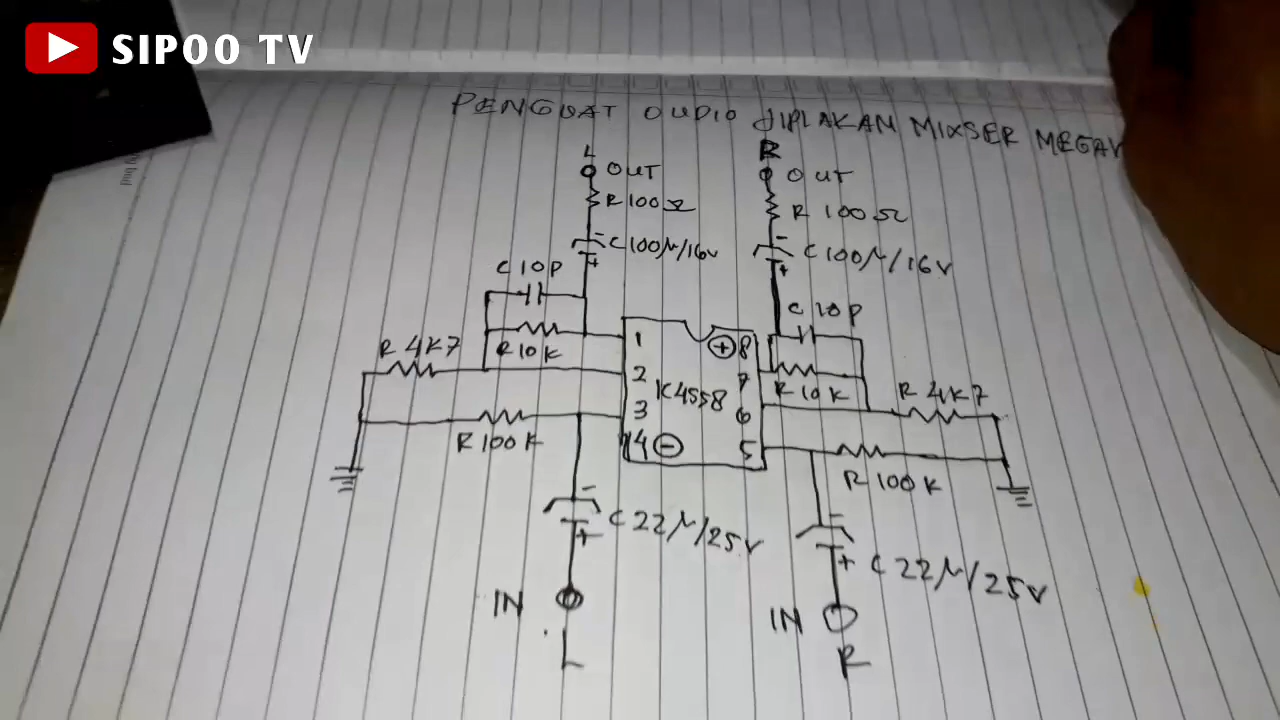 SIPOO TV
PENGUAT OUDIO JIPLAKAN MIXSER MEGAV
L
R
OUT
OUT
R 100Ω
R 100Ω
C 100μ/16V
C 100μ/16V
-
-
+
+
C 10P
C 10P
R 4K7
R 10K
1
8
+
2
7
K4558
R 10K
R 4K7
3
6
R 100K
4
-
5
R 100K
-
C 22μ/25V
+
-
C 22μ/25V
+
IN
IN
L
R